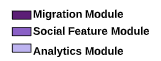 Migration Module
Social Feature Module
Analytics Module